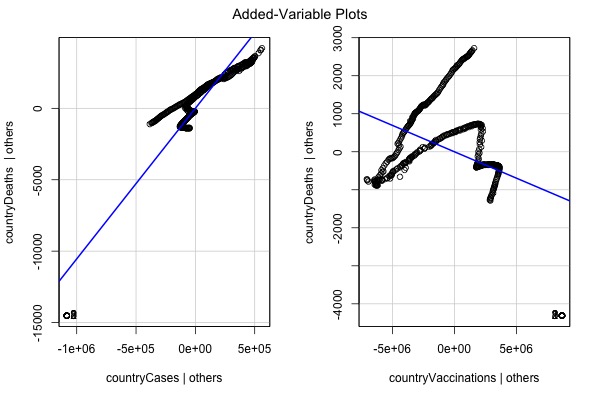 Added-Variable Plots
countryDeaths | others
0
-5000
-10000
-15000
-1e+06
-5e+05
0e+00
5e+05
countryCases | others
countryDeaths | others
3000
1000
0
-2000
-4000
-5e+06
0e+00
5e+06
countryVaccinations | others